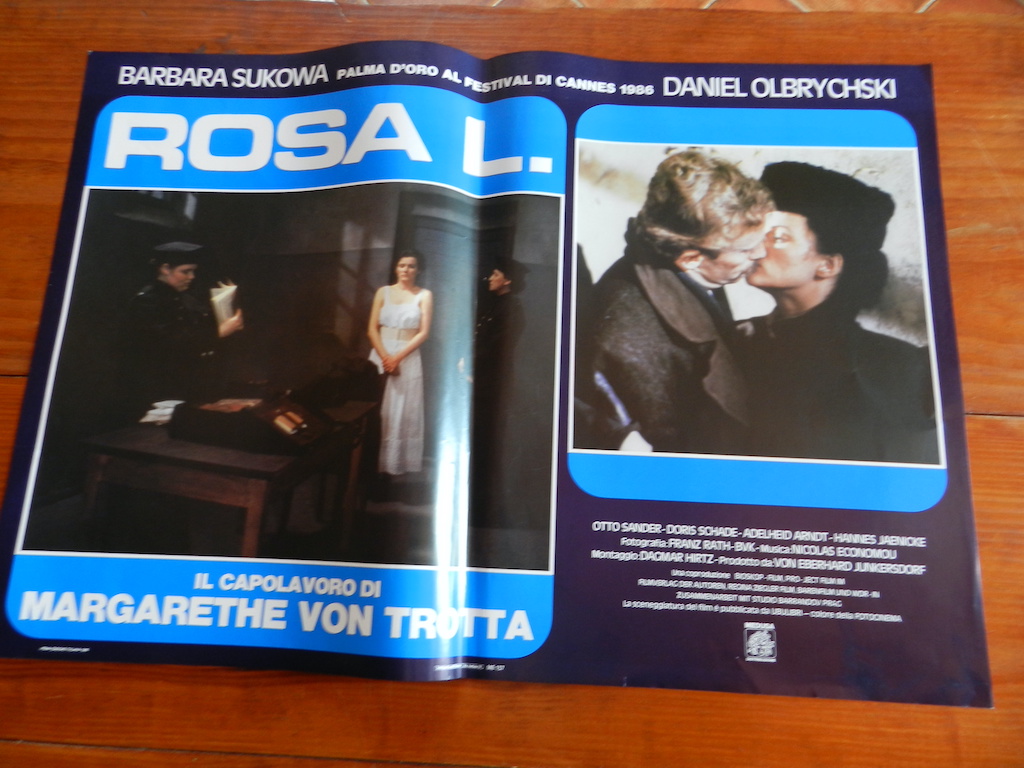 BARBARA SUKOWA PALMA D'ORO AL FESTIVAL DI CANNES 1986 DANIEL OLBRYCHSKI
ROSA L.
IL CAPOLAVORO DI
MARGARETHE VON TROTTA
OTTO SANDER - DORIS SCHADE - ADELHEID ARNDT - HANNES JAENICKE
Fotografia: FRANZ RATH - BVK - Musica: NICOLAS ECONOMOU
Montaggio: DAGMAR HIRTZ - Prodotto da VON EBERHARD JUNKERSDORF
Una coproduzione BIOSKOP - FILM, PRO - JECT FILM IM
FILMVERLAG DER AUTOREN, REGINA ZIEGLER FILM, BARENFILM UND WDR - IN
ZUSAMMENARBEIT MIT STUDIO BARRANDOV PRAG
La sceneggiatura del film è pubblicata da UBULIBRI - colore della FOTOCINEMA